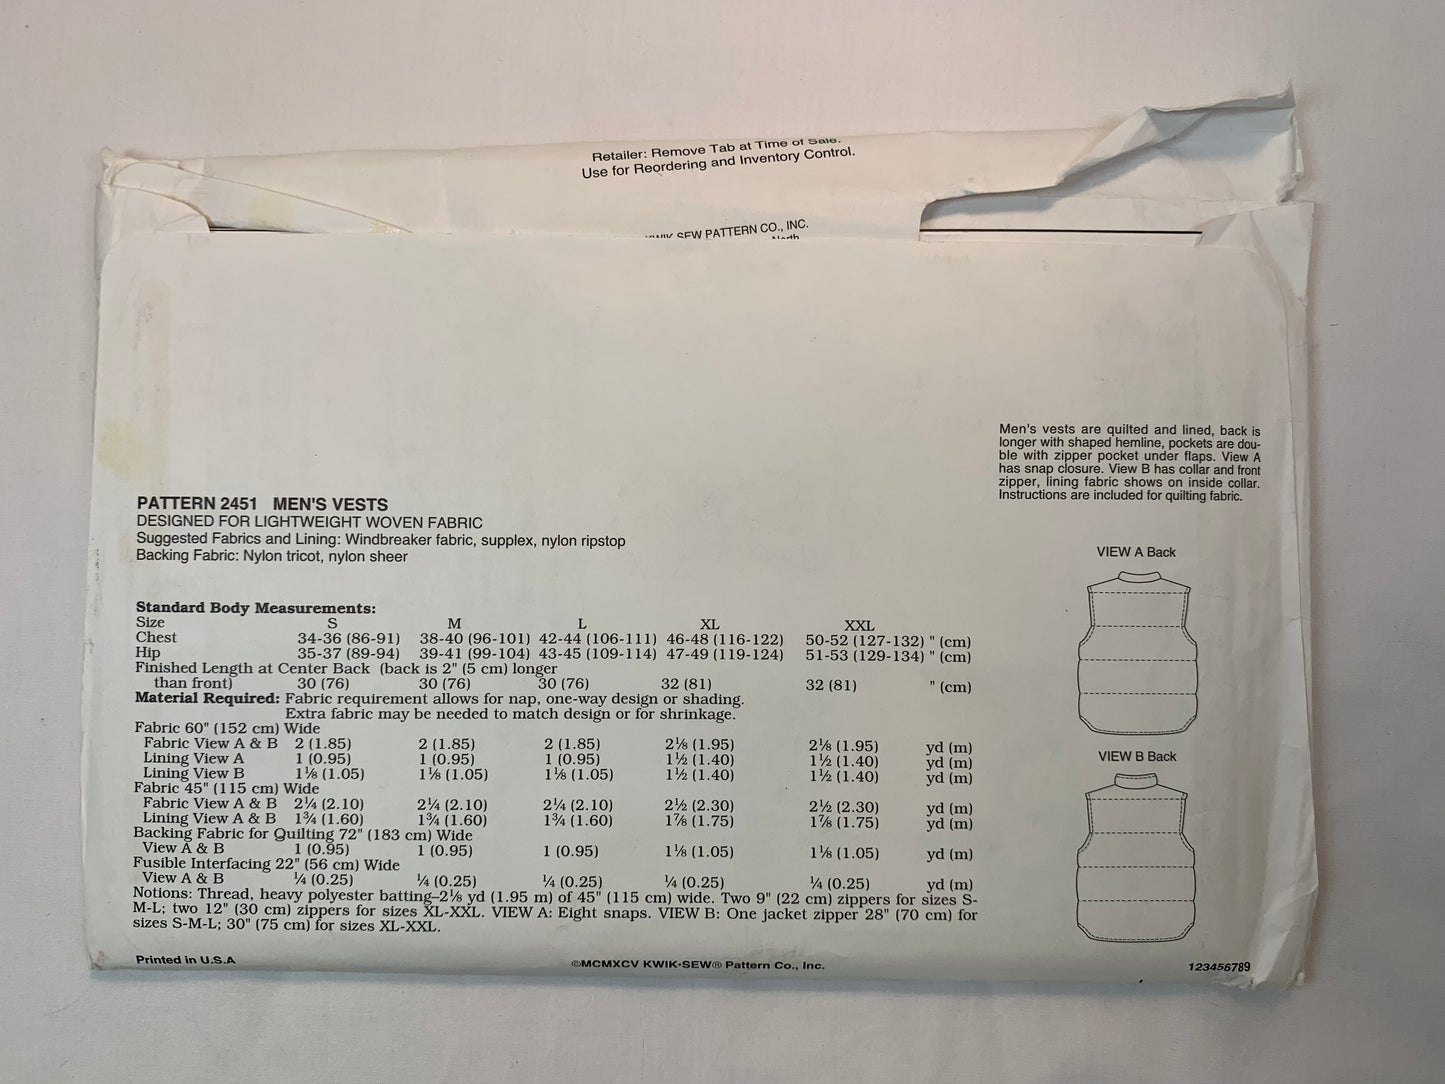 Retailer: Remove Tab at Time of Sale.
Use for Reordering and Inventory Control.
KWIK SEW PATTERN CO., INC.
North
Men's vests are quilted and lined, back is
longer with shaped hemline, pockets are dou-
ble with zipper pocket under flaps. View A
has snap closure. View B has collar and front
zipper, lining fabric shows on inside collar.
Instructions are included for quilting fabric.
PATTERN 2451 MEN'S VESTS
DESIGNED FOR LIGHTWEIGHT WOVEN FABRIC
Suggested Fabrics and Lining: Windbreaker fabric, supplex, nylon ripstop
Backing Fabric: Nylon tricot, nylon sheer
VIEW A Back
Standard Body Measurements:
Size S M L XL XXL
Chest 34-36 (86-91) 38-40 (96-101) 42-44 (106-111) 46-48 (116-122) 50-52 (127-132) " (cm)
Hip 35-37 (89-94) 39-41 (99-104) 43-45 (109-114) 47-49 (119-124) 51-53 (129-134) " (cm)
Finished Length at Center Back (back is 2" (5 cm) longer
than front) 30 (76) 30 (76) 30 (76) 32 (81) 32 (81) " (cm)
Material Required: Fabric requirement allows for nap, one-way design or shading.
Extra fabric may be needed to match design or for shrinkage.
Fabric 60" (152 cm) Wide
Fabric View A & B 2 (1.85) 2 (1.85) 2 (1.85) 2⅛ (1.95) 2⅛ (1.95) yd (m)
Lining View A 1 (0.95) 1 (0.95) 1 (0.95) 1½ (1.40) 1½ (1.40) yd (m)
Lining View B 1⅛ (1.05) 1⅛ (1.05) 1⅛ (1.05) 1½ (1.40) 1½ (1.40) yd (m)
Fabric 45" (115 cm) Wide
Fabric View A & B 2¼ (2.10) 2¼ (2.10) 2¼ (2.10) 2½ (2.30) 2½ (2.30) yd (m)
Lining View A & B 1¾ (1.60) 1¾ (1.60) 1¾ (1.60) 1⅞ (1.75) 1⅞ (1.75) yd (m)
Backing Fabric for Quilting 72" (183 cm) Wide
View A & B 1 (0.95) 1 (0.95) 1 (0.95) 1⅛ (1.05) 1⅛ (1.05) yd (m)
Fusible Interfacing 22" (56 cm) Wide
View A & B ¼ (0.25) ¼ (0.25) ¼ (0.25) ¼ (0.25) ¼ (0.25) yd (m)
Notions: Thread, heavy polyester batting–2⅛ yd (1.95 m) of 45" (115 cm) wide. Two 9" (22 cm) zippers for sizes S-
M-L; two 12" (30 cm) zippers for sizes XL-XXL. VIEW A: Eight snaps. VIEW B: One jacket zipper 28" (70 cm) for
sizes S-M-L; 30" (75 cm) for sizes XL-XXL.
VIEW B Back
Printed in U.S.A
©MCMXCV KWIK•SEW® Pattern Co., Inc.
123456789